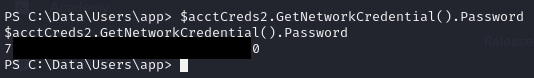 PS C:\Data\Users\app> $acctCreds2.GetNetworkCredential().Password
$acctCreds2.GetNetworkCredential().Password
7 0
PS C:\Data\Users\app>